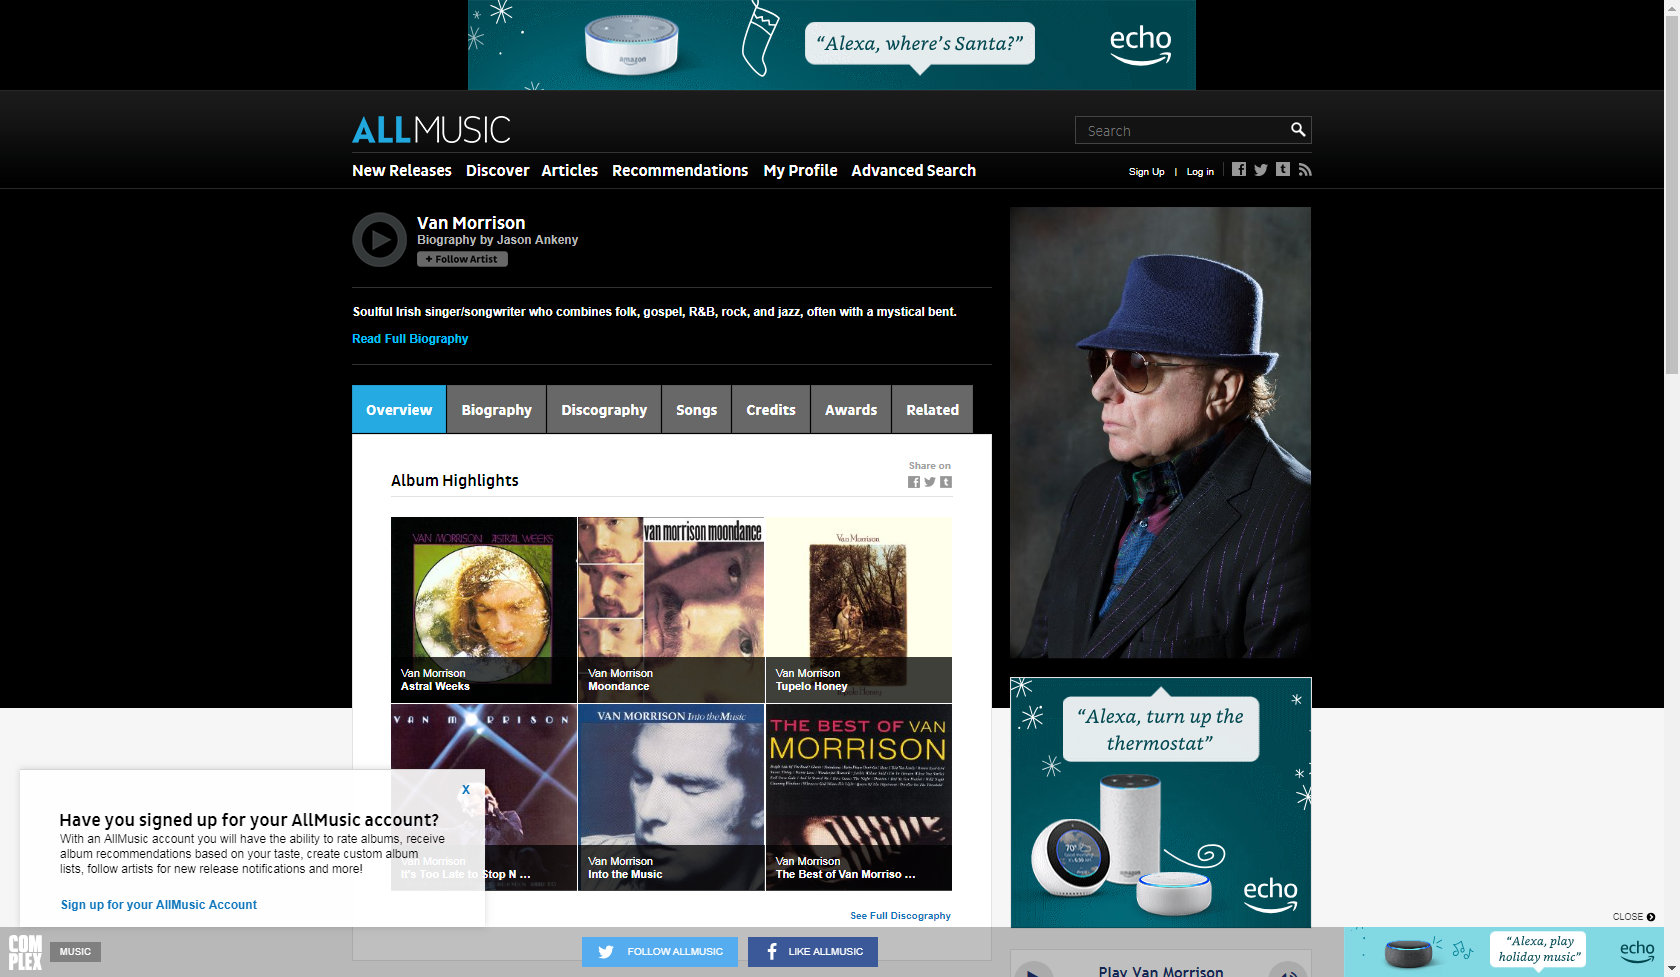 amazon
“Alexa, where’s Santa?”
echo
ALLMUSIC
Search
New Releases Discover Articles Recommendations My Profile Advanced Search
Sign Up | Log in
Van Morrison
Biography by Jason Ankeny
+ Follow Artist
Soulful Irish singer/songwriter who combines folk, gospel, R&B, rock, and jazz, often with a mystical bent.
Read Full Biography
Overview Biography Discography Songs Credits Awards Related
Share on
Album Highlights
VAN MORRISON ASTRAL WEEKS
van morrison moondance
Van Morrison
Tupelo Honey
Van Morrison
Astral Weeks
Van Morrison
Moondance
Van Morrison
Tupelo Honey
VAN MORRISON
VAN MORRISON Into the Music
THE BEST OF VAN
MORRISON
Van Morrison
It's Too Late to Stop N ...
Van Morrison
Into the Music
Van Morrison
The Best of Van Morriso ...
See Full Discography
“Alexa, turn up the
thermostat”
70°
amazon
echo
X
Have you signed up for your AllMusic account?
With an AllMusic account you will have the ability to rate albums, receive
album recommendations based on your taste, create custom album
lists, follow artists for new release notifications and more!
Sign up for your AllMusic Account
CLOSE
COM
PLEX
MUSIC
FOLLOW ALLMUSIC
LIKE ALLMUSIC
Play Van Morrison
“Alexa, play
holiday music”
echo